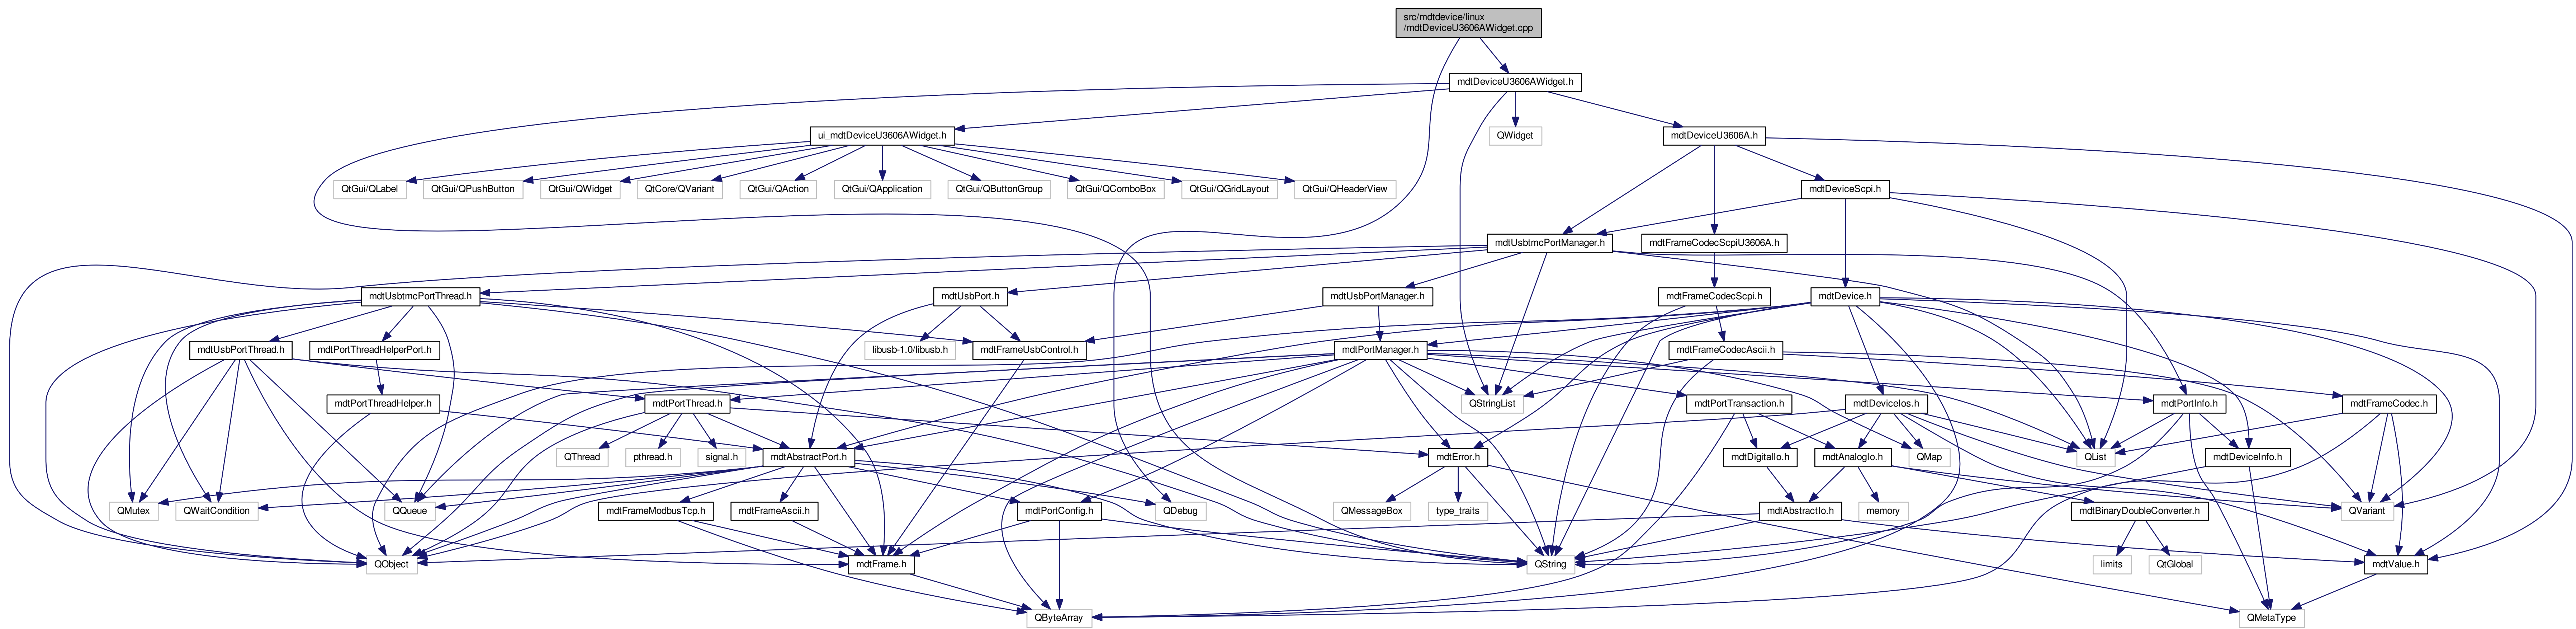 src/mdtdevice/linux
/mdtDeviceU3606AWidget.cpp
mdtDeviceU3606AWidget.h
ui_mdtDeviceU3606AWidget.h
QWidget
mdtDeviceU3606A.h
QtGui/QLabel
QtGui/QPushButton
QtGui/QWidget
QtCore/QVariant
QtGui/QAction
QtGui/QApplication
QtGui/QButtonGroup
QtGui/QComboBox
QtGui/QGridLayout
QtGui/QHeaderView
mdtDeviceScpi.h
mdtUsbtmcPortManager.h
mdtFrameCodecScpiU3606A.h
mdtUsbtmcPortThread.h
mdtUsbPort.h
mdtUsbPortManager.h
mdtFrameCodecScpi.h
mdtDevice.h
mdtUsbPortThread.h
mdtPortThreadHelperPort.h
libusb-1.0/libusb.h
mdtFrameUsbControl.h
mdtPortManager.h
mdtFrameCodecAscii.h
mdtPortThreadHelper.h
mdtPortThread.h
QStringList
mdtPortTransaction.h
mdtDeviceIos.h
mdtPortInfo.h
mdtFrameCodec.h
QThread
pthread.h
signal.h
mdtAbstractPort.h
mdtError.h
mdtDigitalIo.h
mdtAnalogIo.h
QMap
QList
mdtDeviceInfo.h
QMutex
QWaitCondition
QQueue
mdtFrameModbusTcp.h
mdtFrameAscii.h
mdtPortConfig.h
QDebug
QMessageBox
type_traits
mdtAbstractIo.h
memory
mdtBinaryDoubleConverter.h
QVariant
QObject
mdtFrame.h
QString
limits
QtGlobal
mdtValue.h
QByteArray
QMetaType